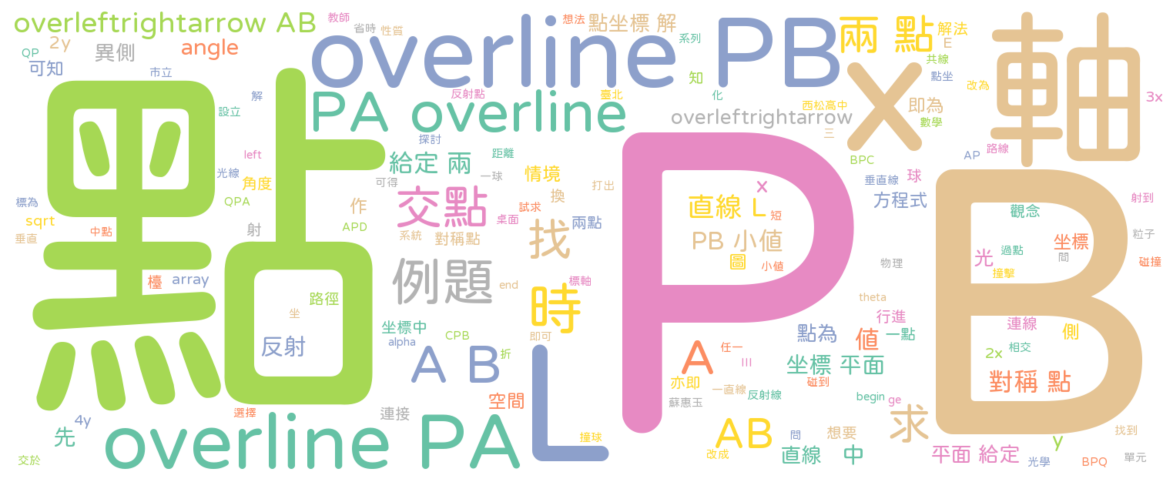 overleftrightarrow AB
教師
省時
性質
想法
點坐標 解
系列
兩 點
解法
E
共線
x
軸
QP
2y
異側
angle
可知
市立
overline PB
知
點坐
改為
3x
點
設立
解
PA overline
反射點
臺北
化
西松高中
即為
數學
三
overleftrightarrow
left
光線
角度
QPA
sqrt
標為
垂直
中點
檯
array
射
作
APD
路徑
坐
反射
探討
距離
給定 兩
一球
可得
情境
打出
換
交點
試求
桌面
兩點
系統
對稱點
找
例題
end
時
標軸
即可
坐標中
alpha
CPB
折
P
x
直線 L
短
PB 小值
圖
小值
BPC
AP
路線
垂直線
球
方程式
觀念
射到
粒子
光
過點
坐標
問
撞擊
碰撞
物理
theta
行進
連線
側
B
點為
值
一點
2x
相交
坐標 平面
對稱 點
A B
L
A
任一
III
亦即
一直線
反射線
碰到
begin
ge
蘇惠玉
空間
選擇
連接
4y
先
交於
overline PA
撞球
AB
改成
問
想要
直線 中
求
y
找到
平面 給定
光學
BPQ
單元